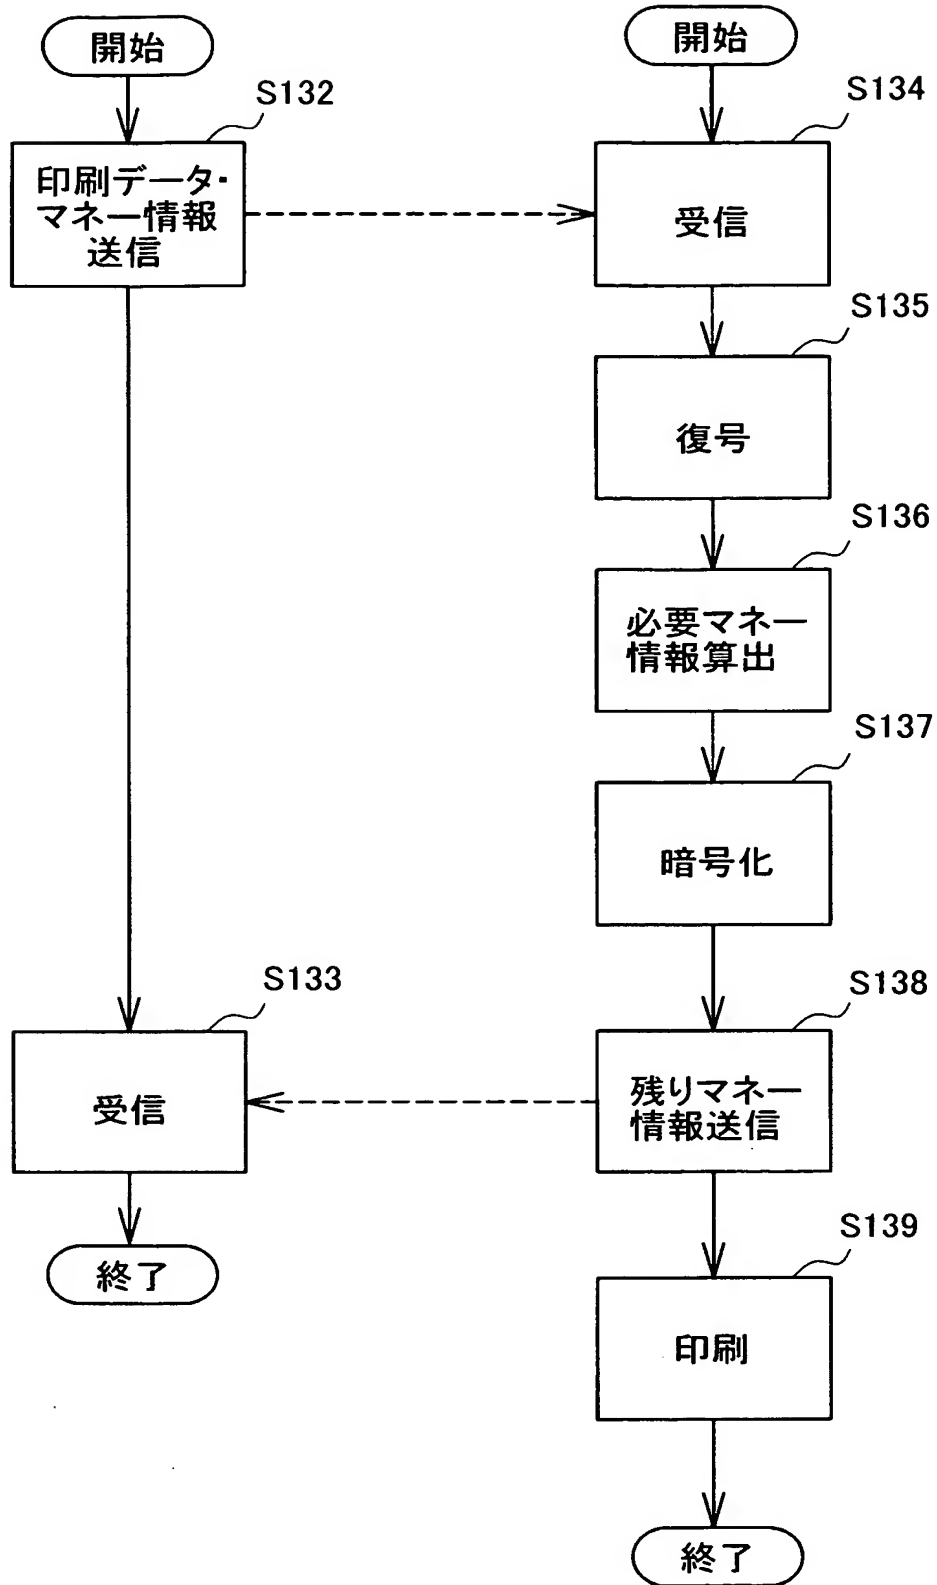 開始
S132
印刷データ・
マネー情報
送信
S133
受信
終了
開始
S134
受信
S135
復号
S136
必要マネー
情報算出
S137
暗号化
S138
残りマネー
情報送信
S139
印刷
終了